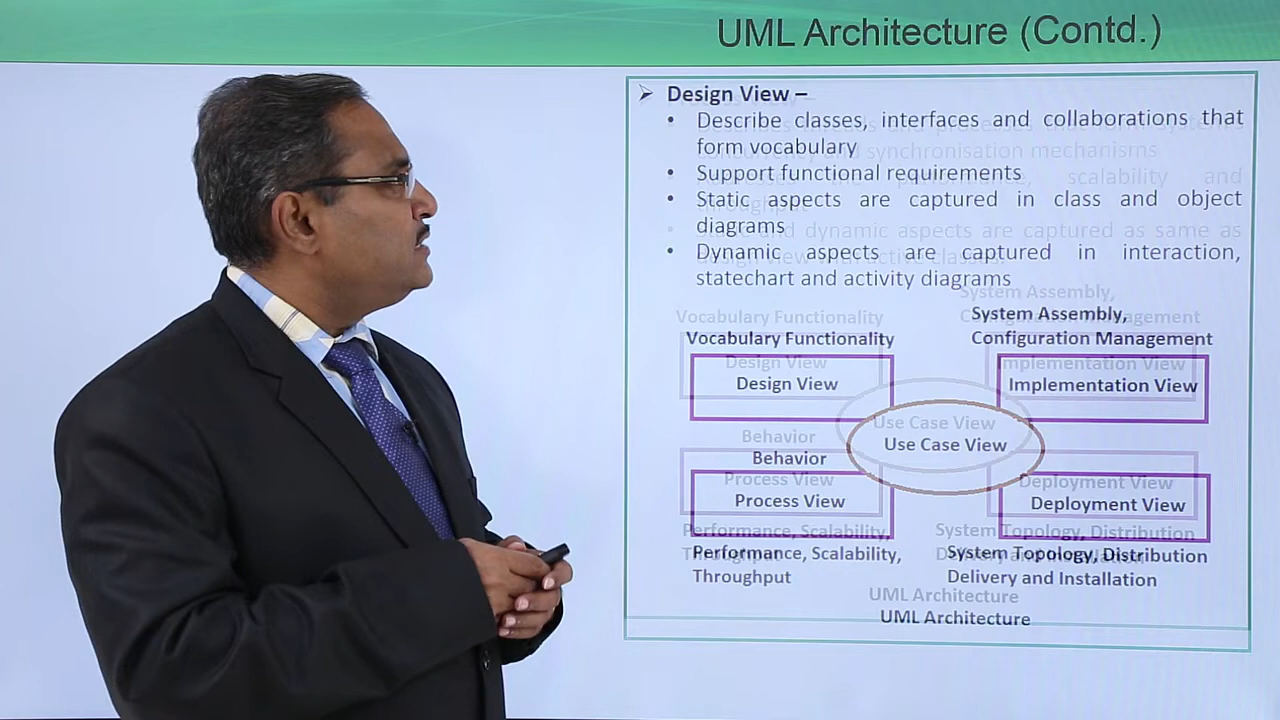 UML Architecture (Contd.)
Design View –
Describe classes, interfaces and collaborations that
form vocabulary
Support functional requirements
Static aspects are captured in class and object
diagrams
Dynamic aspects are captured in interaction,
statechart and activity diagrams
Vocabulary Functionality
System Assembly,
Configuration Management
Design View
Implementation View
Use Case View
Behavior
Process View
Deployment View
Performance, Scalability,
Throughput
System Topology, Distribution
Delivery and Installation
UML Architecture